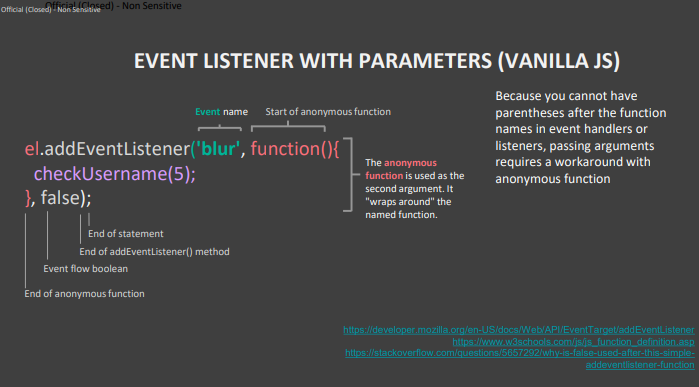 Official (Closed) - Non Sensitive
Official (Closed) - Non Sensitive
EVENT LISTENER WITH PARAMETERS (VANILLA JS)
Event name
Start of anonymous function
el.addEventListener('blur', function(){
checkUsername(5);
}, false);
The anonymous
function is used as the
second argument. It
"wraps around" the
named function.
End of statement
End of addEventListener() method
Event flow boolean
End of anonymous function
Because you cannot have
parentheses after the function
names in event handlers or
listeners, passing arguments
requires a workaround with
anonymous function
https://developer.mozilla.org/en-US/docs/Web/API/EventTarget/addEventListener
https://www.w3schools.com/js/js_function_definition.asp
https://stackoverflow.com/questions/5657292/why-is-false-used-after-this-simple-
addeventlistener-function